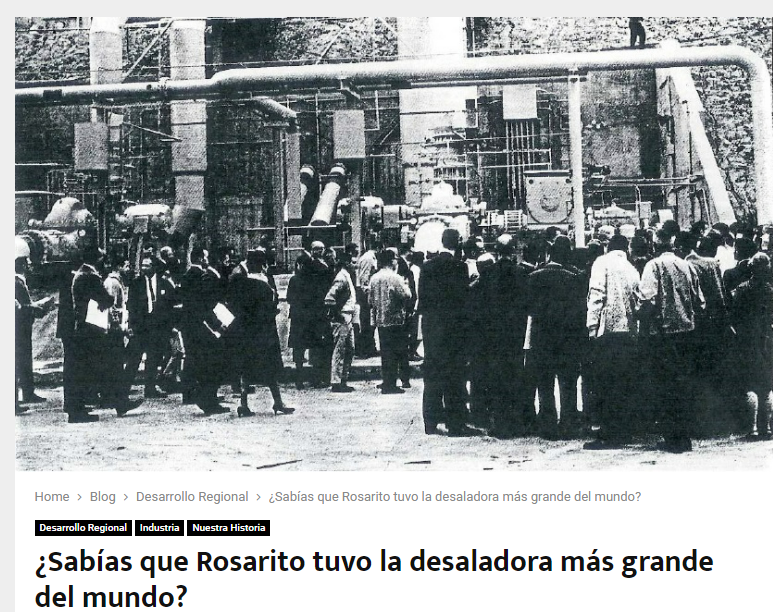 Home > Blog > Desarrollo Regional > ¿Sabías que Rosarito tuvo la desaladora más grande del mundo?
Desarrollo Regional Industria Nuestra Historia
¿Sabías que Rosarito tuvo la desaladora más grande
del mundo?